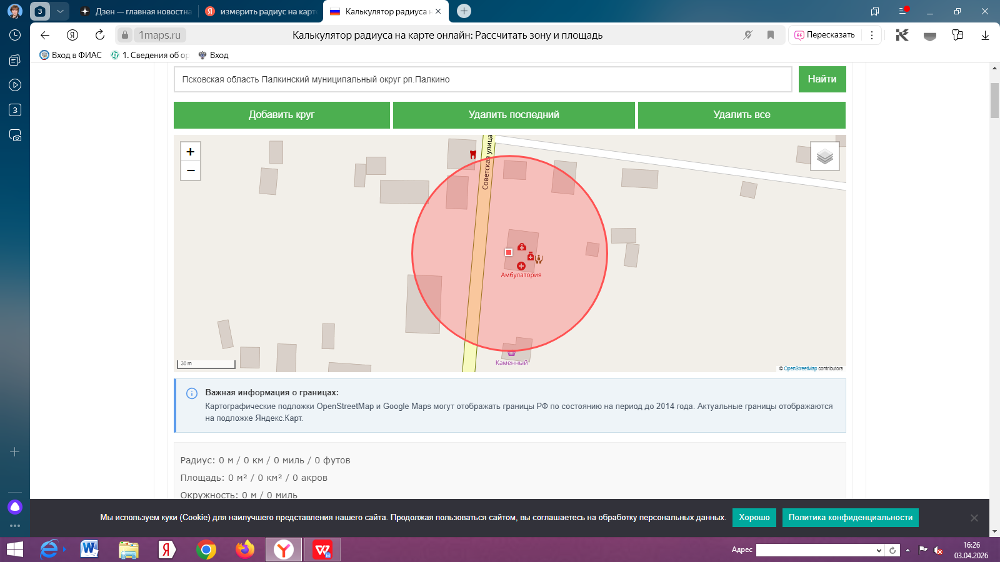 3
Дзен — главная новостна
Я измерить радиус на карт
Калькулятор радиуса н
Я
1maps.ru
Калькулятор радиуса на карте онлайн: Рассчитать зону и площадь
Пересказать
Вход в ФИАС
1. Сведения об ор
Вход
3
Псковская область Палкинский муниципальный округ рп.Палкино
Найти
Добавить круг
Удалить последний
Удалить все
+
−
Советская улица
Амбулатория
Каменный
30 m
© OpenStreetMap contributors
Важная информация о границах:
Картографические подложки OpenStreetMap и Google Maps могут отображать границы РФ по состоянию на период до 2014 года. Актуальные границы отображаются
на подложке Яндекс.Карт.
Радиус: 0 м / 0 км / 0 миль / 0 футов
Площадь: 0 м² / 0 км² / 0 акров
Окружность: 0 м / 0 миль
Мы используем куки (Cookie) для наилучшего представления нашего сайта. Продолжая пользоваться сайтом, вы соглашаетесь на обработку персональных данных.
Хорошо
Политика конфиденциальности
Адрес
16:26
03.04.2026